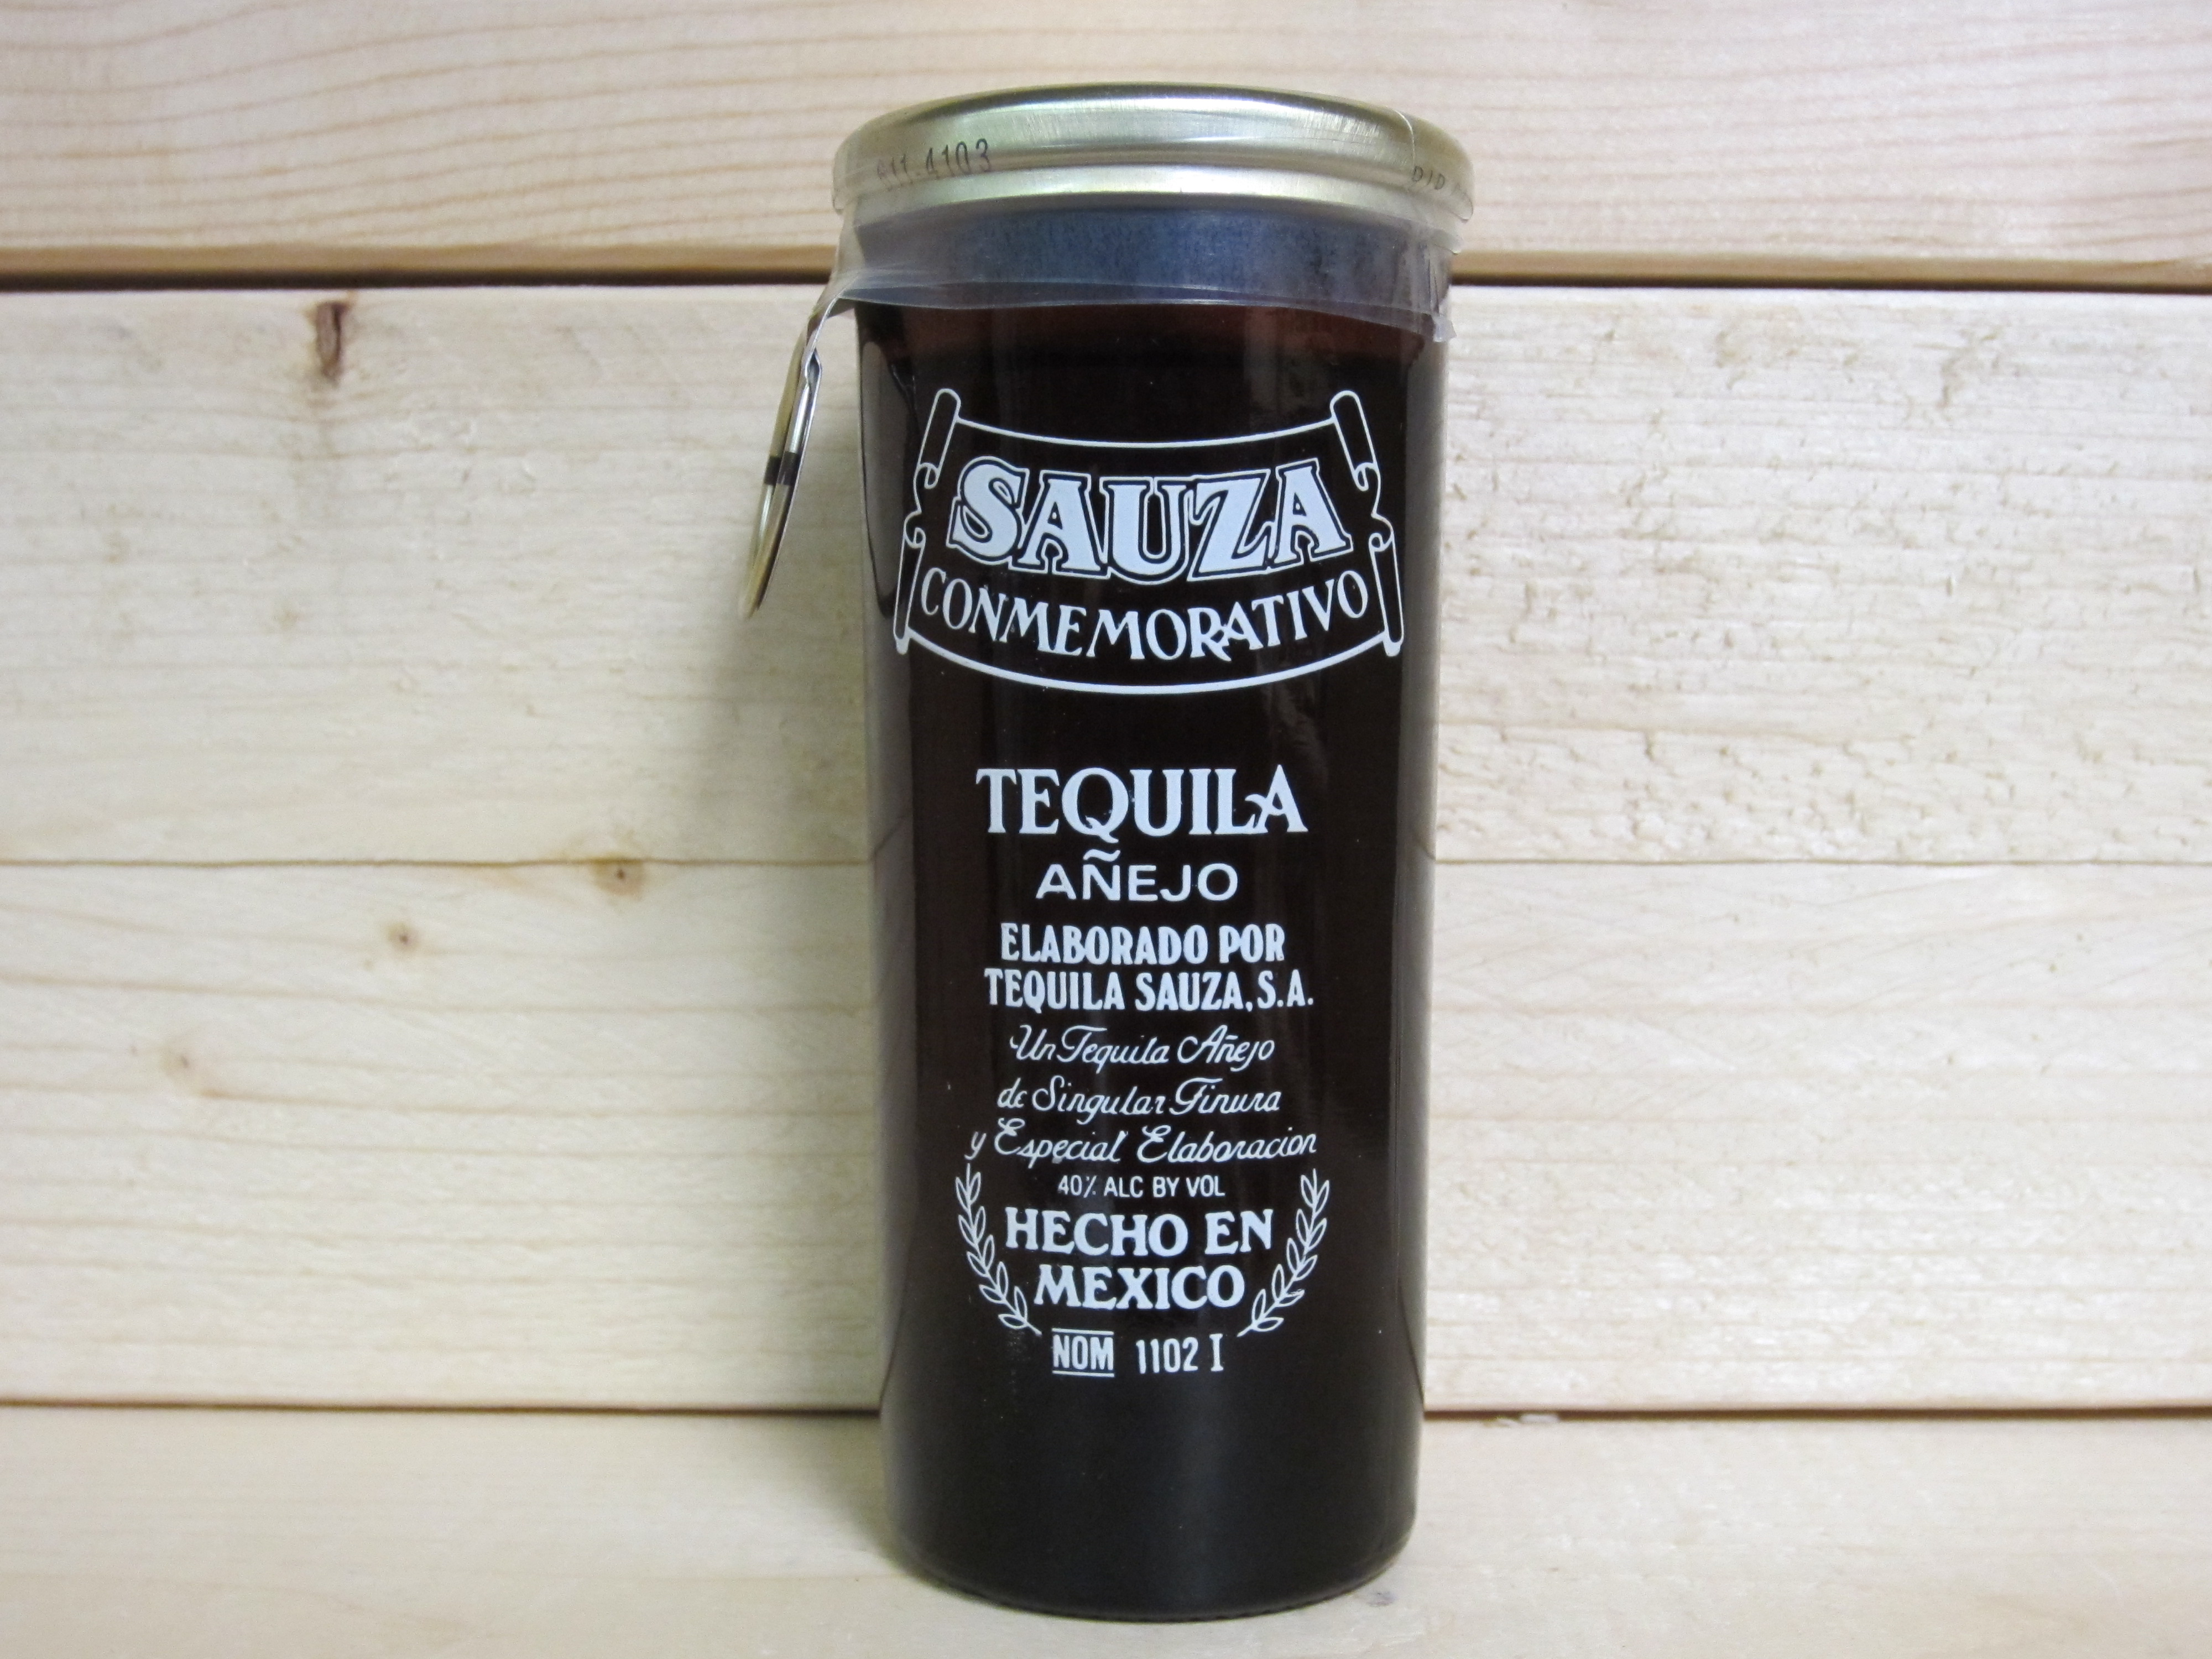 4103
SAUZA
CONMEMORATIVO
TEQUILA
AÑEJO
ELABORADO POR
TEQUILA SAUZA, S.A.
Un Tequila Añejo
de Singular Finura
y Especial Elaboracion
40% ALC BY VOL
HECHO EN
MEXICO
NOM 1102 I